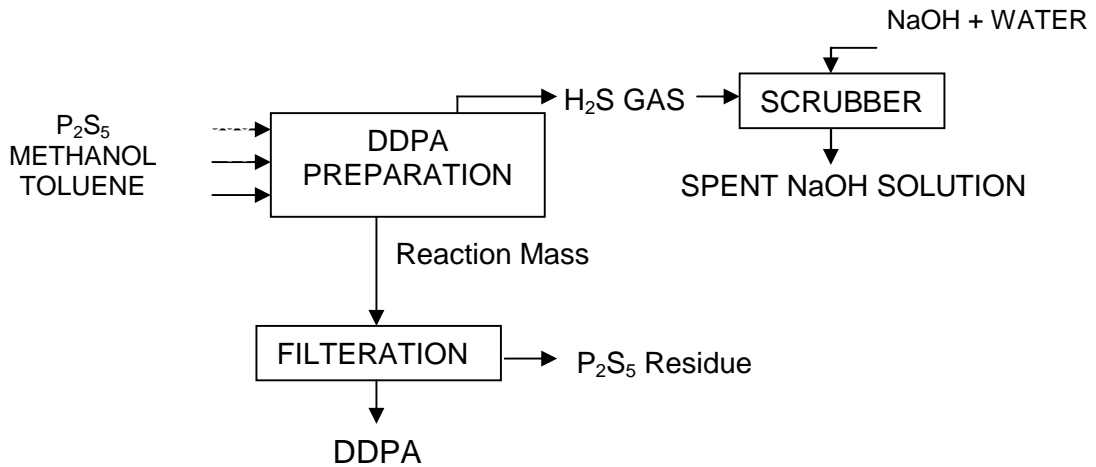 NaOH + WATER
P₂S₅
METHANOL
TOLUENE
DDPA
PREPARATION
H₂S GAS
SCRUBBER
SPENT NaOH SOLUTION
Reaction Mass
FILTERATION
P₂S₅ Residue
DDPA